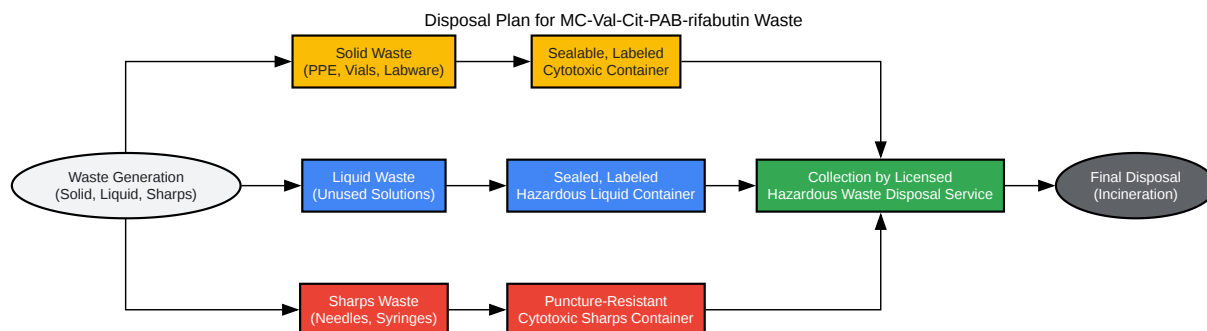 Disposal Plan for MC-Val-Cit-PAB-rifabutin Waste
Solid Waste
(PPE, Vials, Labware)
Sealable, Labeled
Cytotoxic Container
Waste Generation
(Solid, Liquid, Sharps)
Liquid Waste
(Unused Solutions)
Sealed, Labeled
Hazardous Liquid Container
Collection by Licensed
Hazardous Waste Disposal Service
Final Disposal
(Incineration)
Sharps Waste
(Needles, Syringes)
Puncture-Resistant
Cytotoxic Sharps Container